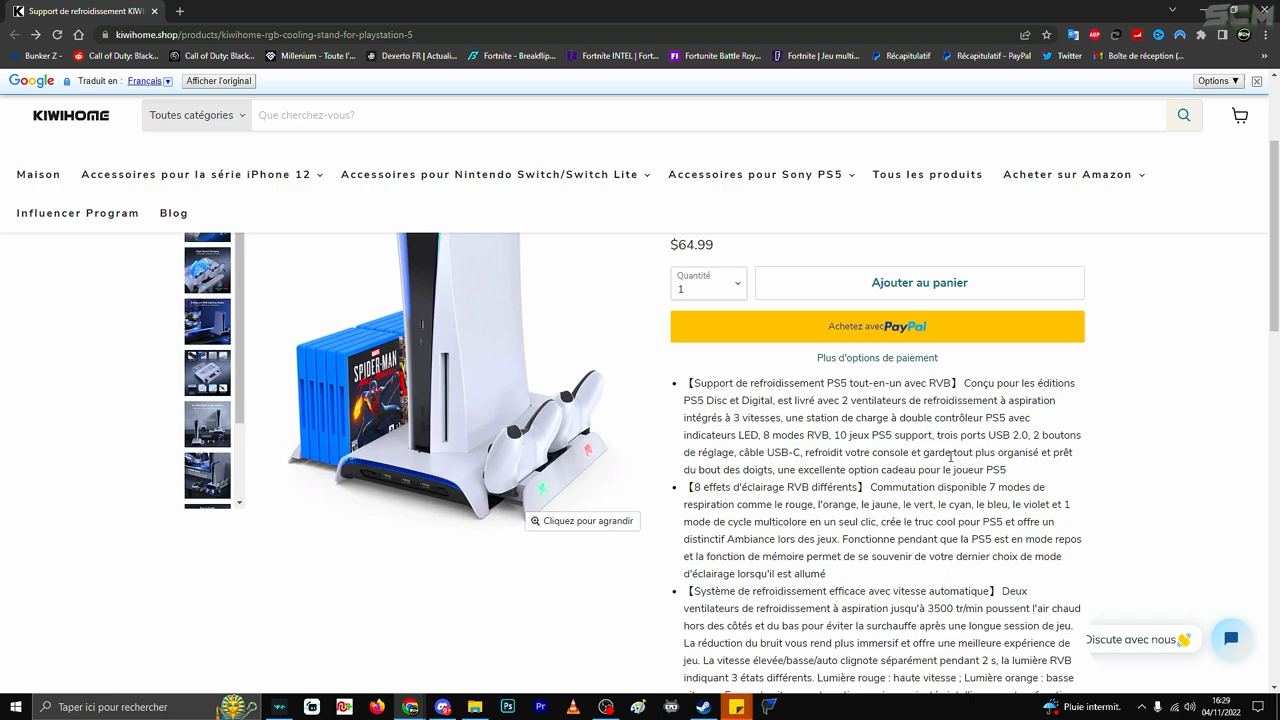 Support de refroidissement KIWI
SCM
kiwihome.shop/products/kiwihome-rgb-cooling-stand-for-playstation-5
Bunker Z -
Call of Duty: Black...
Call of Duty: Black...
Millenium - Toute l'...
Dexerto FR - Actuali...
Fortnite - Breakflip...
Fortnite INTEL | Fort...
Fortunite Battle Roy...
Fortnite | Jeu multi...
Récapitulatif
Récapitulatif - PayPal
Twitter
Boîte de réception (...
Google Traduit en : Français Afficher l'original Options ▼
KIWIHOME
Toutes catégories
Que cherchez-vous?
Maison
Accessoires pour la série iPhone 12
Accessoires pour Nintendo Switch/Switch Lite
Accessoires pour Sony PS5
Tous les produits
Acheter sur Amazon
Influencer Program
Blog
$64.99
Quantité
1
Ajouter au panier
Achetez avec PayPal
Plus d'options de paiement
MARVEL
SPIDER-MAN
Cliquez pour agrandir
• 【Support de refroidissement PS5 tout-en-un avec RVB】 Conçu pour les éditions
PS5 Disc et Digital, est livré avec 2 ventilateurs de refroidissement à aspiration
intégrés à 3 vitesses, une station de charge à double contrôleur PS5 avec
indicateurs LED, 8 modes RVB, 10 jeux PS5 support, trois ports USB 2.0, 2 boutons
de réglage, câble USB-C, refroidit votre console et gardertout plus organisé et prêt
du bout des doigts, une excellente option cadeau pour le joueur PS5
• 【8 effets d'éclairage RVB différents】 Commutation disponible 7 modes de
respiration comme le rouge, l'orange, le jaune, le vert, le cyan, le bleu, le violet et 1
mode de cycle multicolore en un seul clic, crée le truc cool pour PS5 et offre un
distinctif Ambiance lors des jeux. Fonctionne pendant que la PS5 est en mode repos
et la fonction de mémoire permet de se souvenir de votre dernier choix de mode
d'éclairage lorsqu'il est allumé
• 【Système de refroidissement efficace avec vitesse automatique】 Deux
ventilateurs de refroidissement à aspiration jusqu'à 3500 tr/min poussent l'air chaud
hors des côtés et du bas pour éviter la surchauffe après une longue session de jeu.
La réduction du bruit vous rend plus immersif et offre une meilleure expérience de
jeu. La vitesse élevée/basse/auto clignote séparément pendant 2 s, la lumière RVB
indiquant 3 états différents. Lumière rouge : haute vitesse ; Lumière orange : basse
Discute avec nous
Taper ici pour rechercher
Pluie intermit.
16:29
04/11/2022